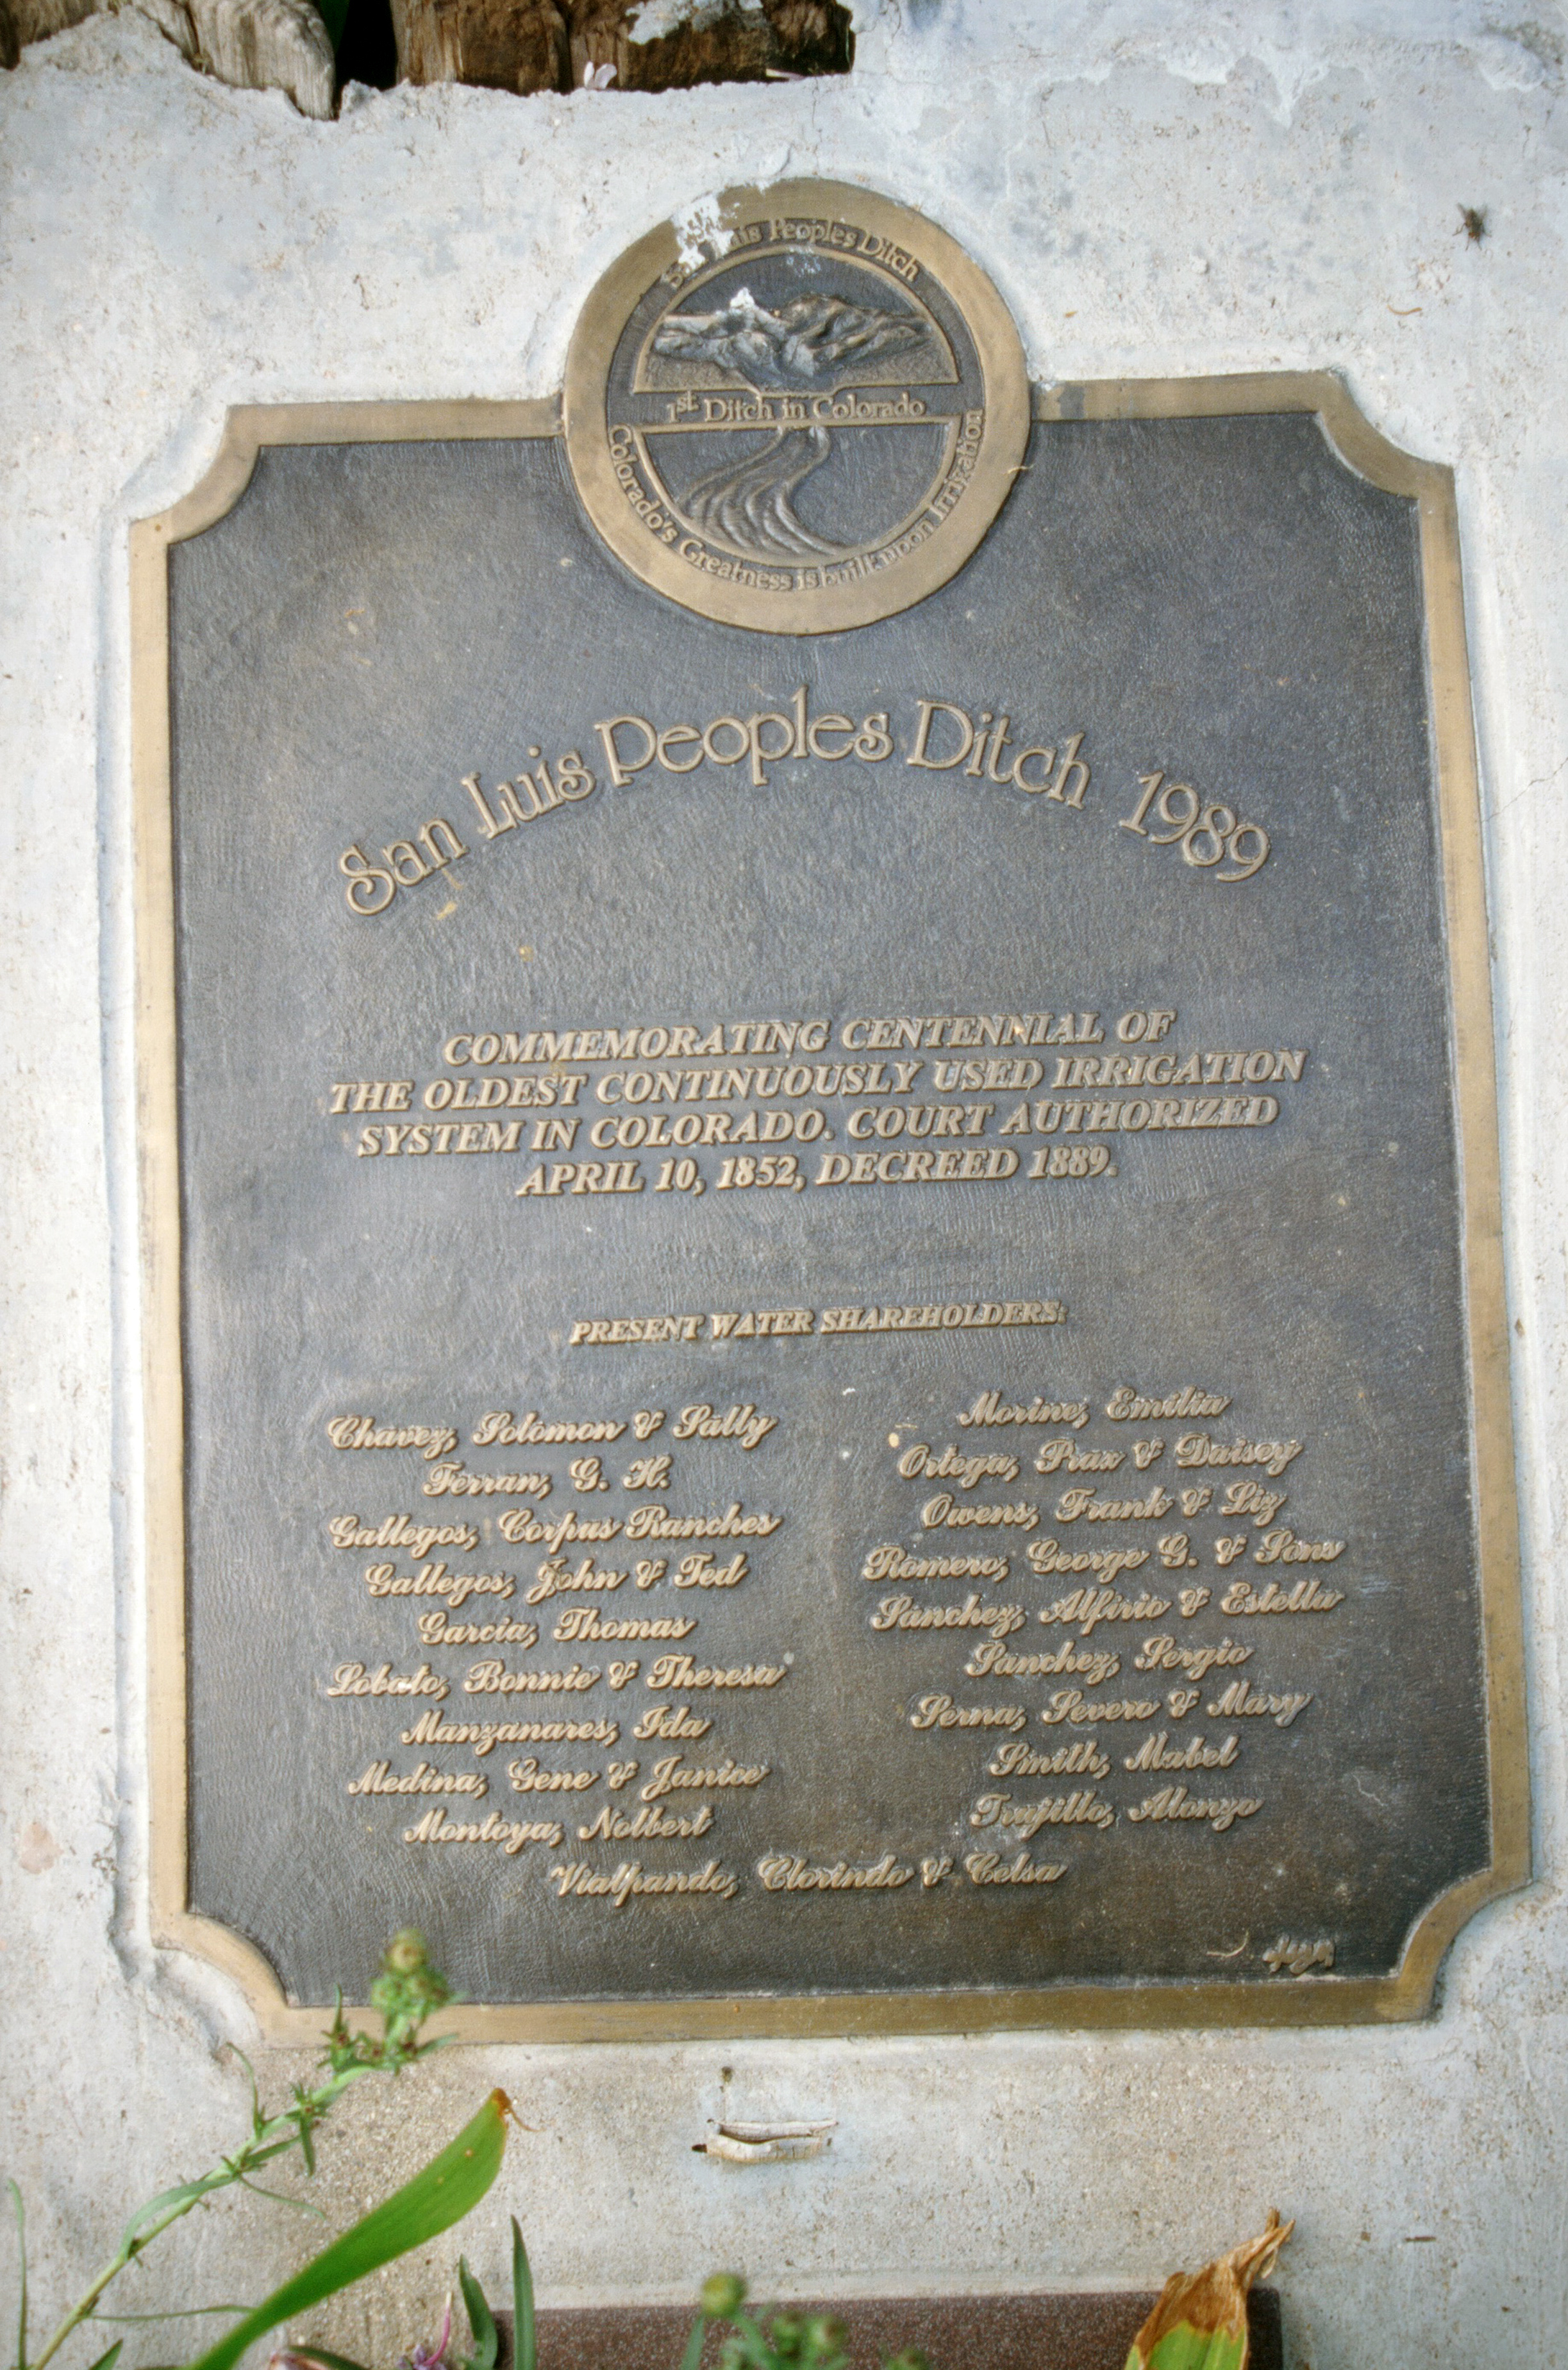 San Luis Peoples Ditch
1st Ditch in Colorado
Colorado's Greatness is built upon Irrigation
San Luis Peoples Ditch 1989
COMMEMORATING CENTENNIAL OF
THE OLDEST CONTINUOUSLY USED IRRIGATION
SYSTEM IN COLORADO. COURT AUTHORIZED
APRIL 10, 1852, DECREED 1889.
PRESENT WATER SHAREHOLDERS:
Chavez, Solomon & Sally
Ferran, G. H.
Gallegos, Corpus Ranches
Gallegos, John & Ted
Garcia, Thomas
Lobato, Bonnie & Theresa
Manzanares, Ida
Medina, Gene & Janice
Montoya, Nolbert
Morine, Emilia
Ortega, Prax & Daisey
Owens, Frank & Liz
Romero, George G. & Sons
Sanchez, Alfirio & Estella
Sanchez, Sergio
Serna, Severo & Mary
Smith, Mabel
Trujillo, Alonzo
Vialpando, Clorindo & Celsa